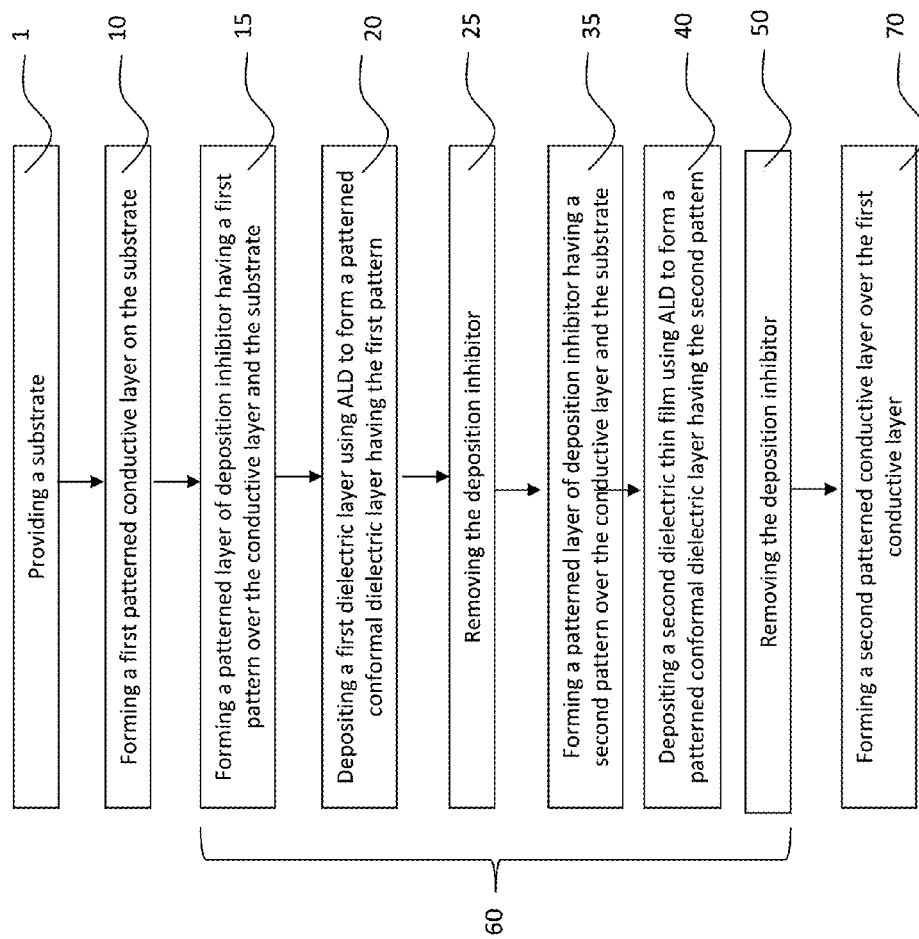 Providing a substrate
1
Forming a first patterned conductive layer on the substrate
10
Forming a patterned layer of deposition inhibitor having a first
pattern over the conductive layer and the substrate
15
Depositing a first dielectric layer using ALD to form a patterned
conformal dielectric layer having the first pattern
20
Removing the deposition inhibitor
25
Forming a patterned layer of deposition inhibitor having a
second pattern over the conductive layer and the substrate
35
Depositing a second dielectric thin film using ALD to form a
patterned conformal dielectric layer having the second pattern
40
Removing the deposition inhibitor
50
60
Forming a second patterned conductive layer over the first
conductive layer
70